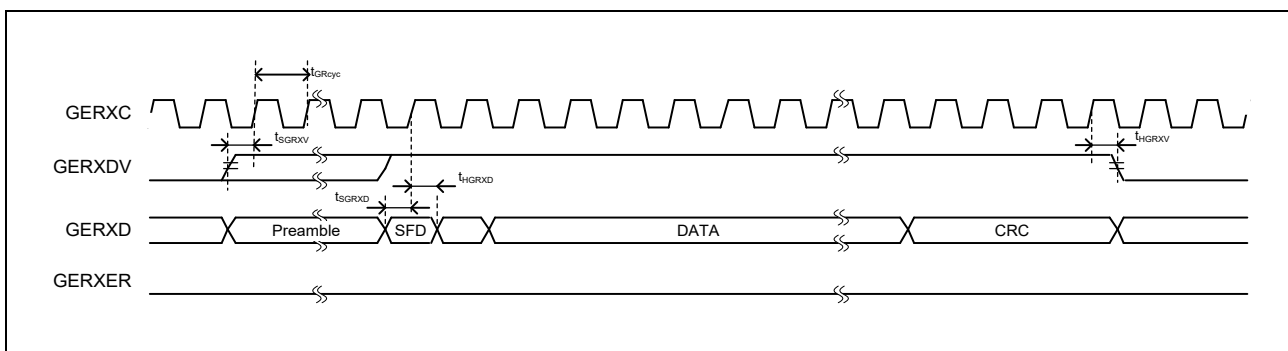 tGRcyc
GERXC
tSGRXV
tHGRXV
GERXDV
tHGRXD
tSGRXD
GERXD
Preamble
SFD
DATA
CRC
GERXER